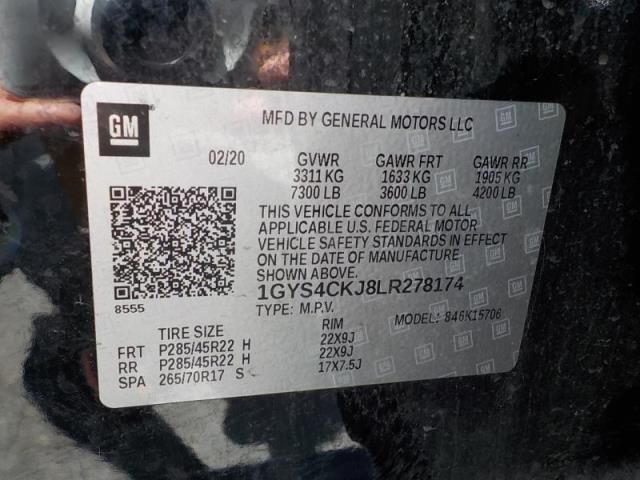 GM
MFD BY GENERAL MOTORS LLC
02/20 GVWR GAWR FRT GAWR RR
3311 KG 1633 KG 1905 KG
7300 LB 3600 LB 4200 LB
THIS VEHICLE CONFORMS TO ALL
APPLICABLE U.S. FEDERAL MOTOR
VEHICLE SAFETY STANDARDS IN EFFECT
ON THE DATE OF MANUFACTURE
1GYS4CKJ8LR278174
8555
TYPE: M.P.V. MODEL: 846K15706
TIRE SIZE RIM
FRT P285/45R22 H 22X9J
RR P285/45R22 H 22X9J
SPA 265/70R17 S 17X7.5J